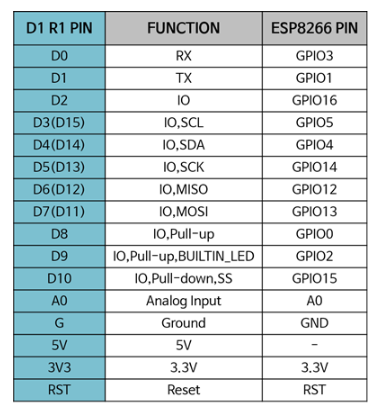 D1 R1 PIN FUNCTION ESP8266 PIN
D0 RX GPIO3
D1 TX GPIO1
D2 IO GPIO16
D3(D15) IO,SCL GPIO5
D4(D14) IO,SDA GPIO4
D5(D13) IO,SCK GPIO14
D6(D12) IO,MISO GPIO12
D7(D11) IO,MOSI GPIO13
D8 IO,Pull-up GPIO0
D9 IO,Pull-up,BUILTIN_LED GPIO2
D10 IO,Pull-down,SS GPIO15
A0 Analog Input A0
G Ground GND
5V 5V -
3V3 3.3V 3.3V
RST Reset RST